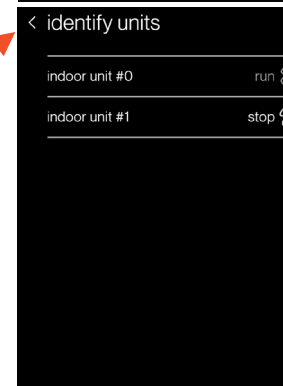 < identify units
indoor unit #0 run
indoor unit #1 stop